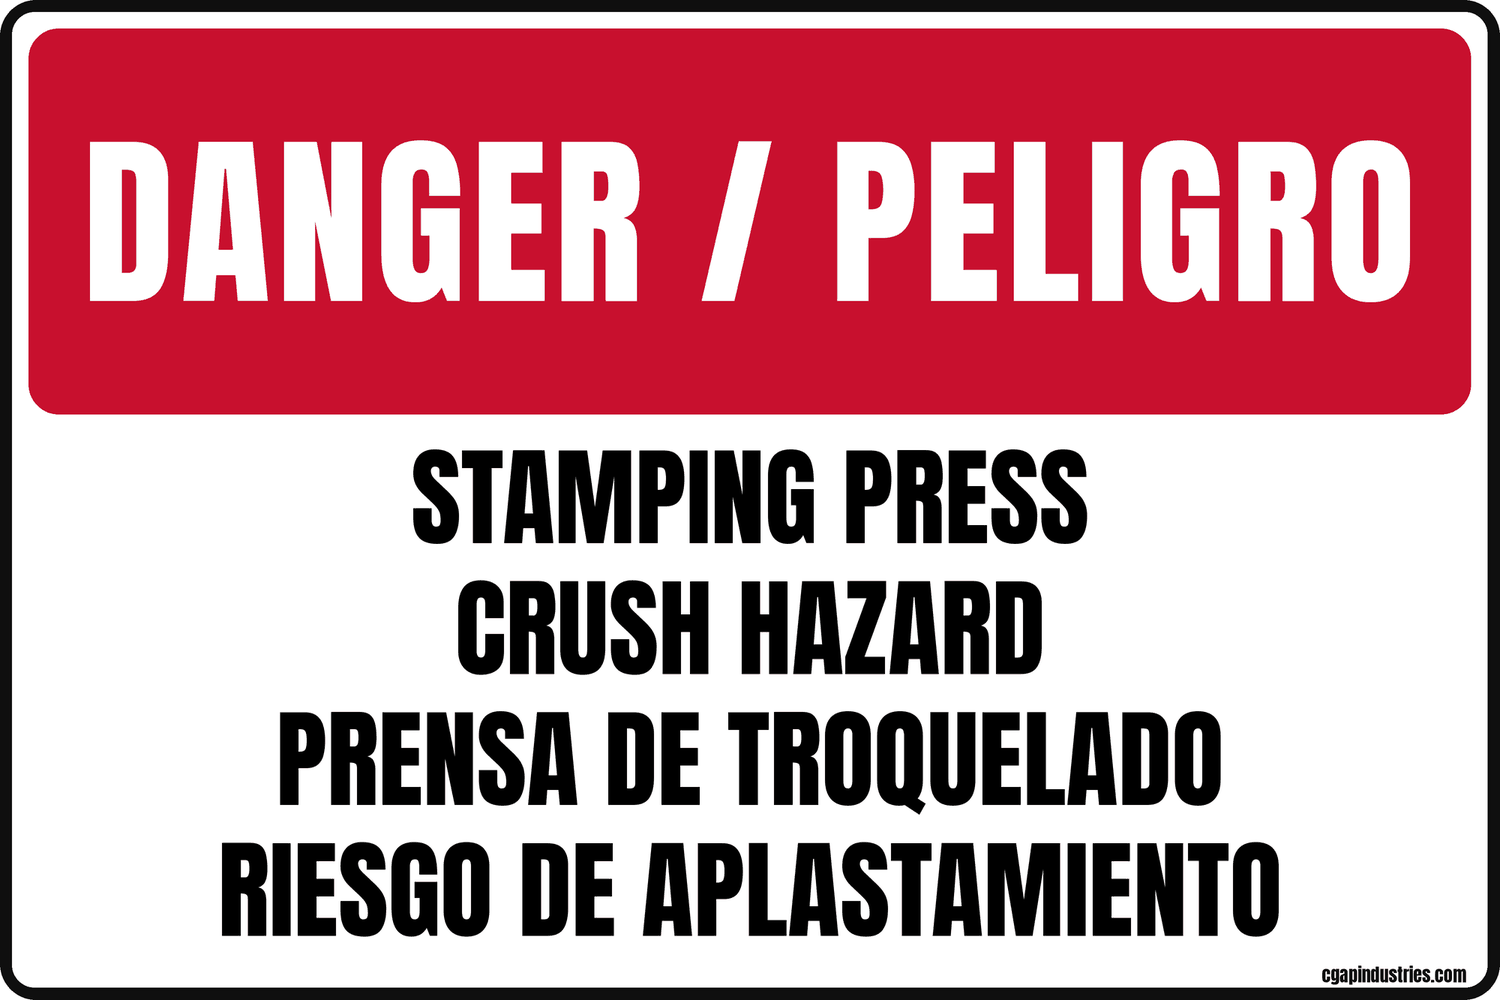 DANGER / PELIGRO
STAMPING PRESS
CRUSH HAZARD
PRENSA DE TROQUELADO
RIESGO DE APLASTAMIENTO
cgapindustries.com